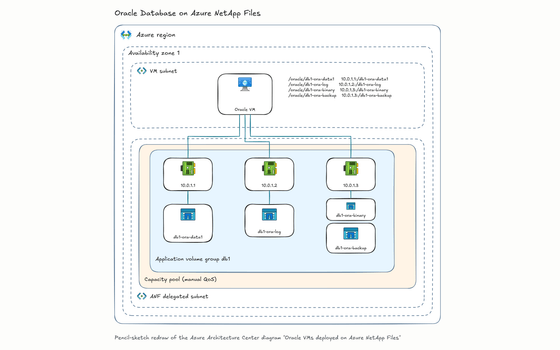 Oracle Database on Azure NetApp Files
Azure region
Availability zone 1
VM subnet
Oracle VM
/oracle/db1-ora-data1 10.0.1.1:/db1-ora-data1
/oracle/db1-ora-log 10.0.1.2:/db1-ora-log
/oracle/db1-ora-binary 10.0.1.3:/db1-ora-binary
/oracle/db1-ora-backup 10.0.1.3:/db1-ora-backup
10.0.1.1
10.0.1.2
10.0.1.3
db1-ora-data1
db1-ora-log
db1-ora-binary
db1-ora-backup
Application volume group db1
Capacity pool (manual QoS)
ANF delegated subnet
Pencil-sketch redraw of the Azure Architecture Center diagram "Oracle VMs deployed on Azure NetApp Files"